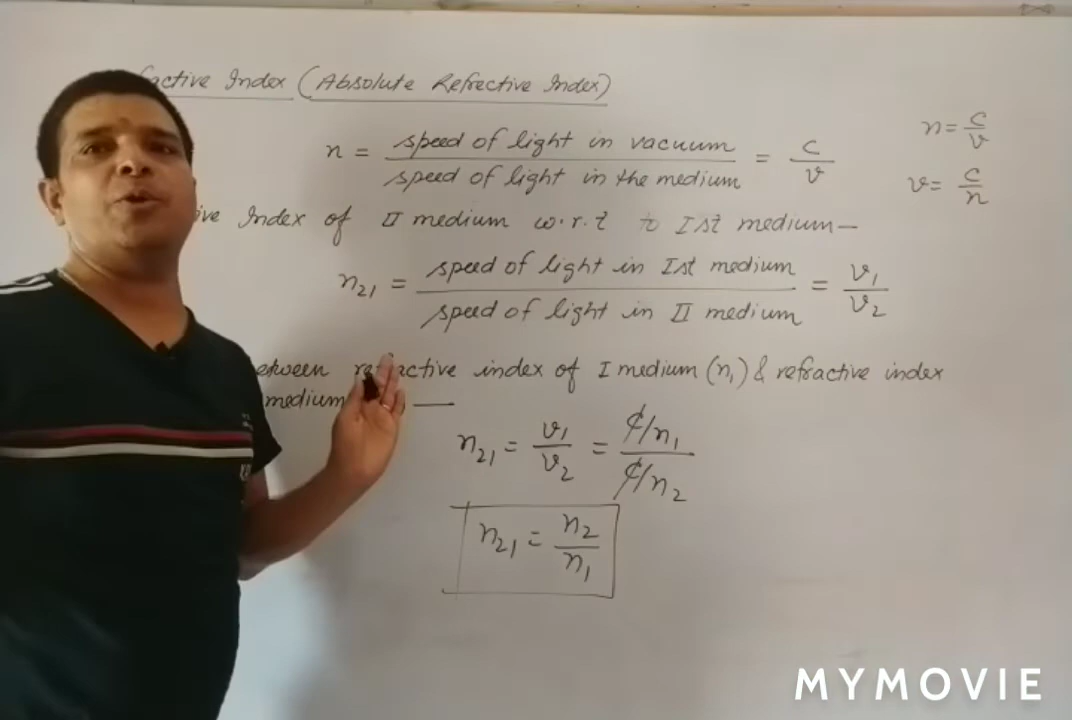 fractive Index (Absolute Refrective Index)
n = speed of light in vacuum / speed of light in the medium = c / v
n = c / v
v = c / n
ive Index of II medium w.r.t to Ist medium—
n₂₁ = speed of light in Ist medium / speed of light in II medium = v₁ / v₂
etween refractive index of I medium (n₁) & refractive index
medium —
n₂₁ = v₁ / v₂ = c/n₁ / c/n₂
n₂₁ = n₂ / n₁
MYMOVIE